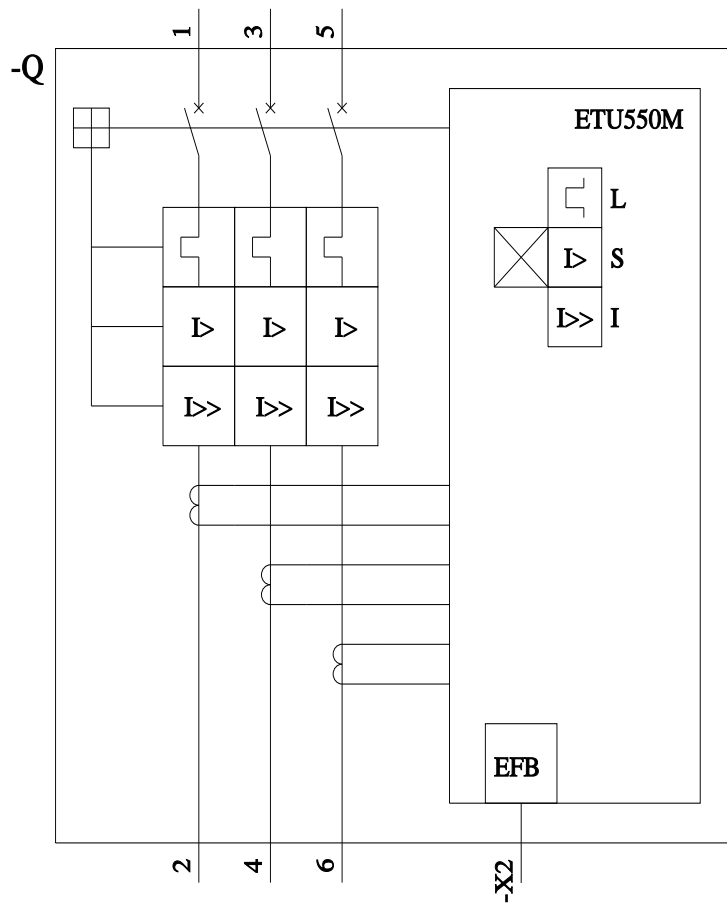 1 3 5
-Q
ETU550M
L
I> S
I>> I
I> I> I>
I>> I>> I>>
EFB
2 4 6 -X2